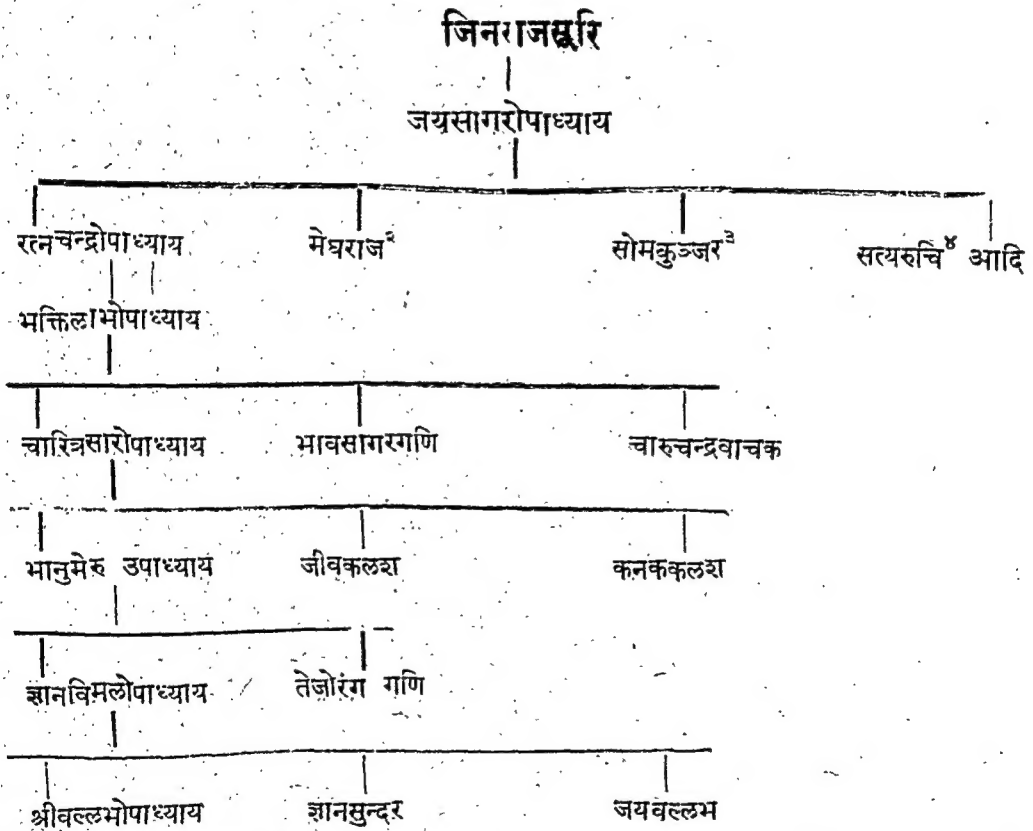 जिनराजसूरि
जयसागरोपाध्याय
रत्नचन्द्रोपाध्याय मेघराज² सोमकुञ्जर³ सत्यरुचि⁴ आदि
भक्तिलाभोपाध्याय
चारित्रसारोपाध्याय भावसागरगणि चारुचन्द्रवाचक
भानुमेरु उपाध्याय जीवकलश कनककलश
ज्ञानविमलोपाध्याय तेजोरंग गणि
श्रीवल्लभोपाध्याय ज्ञानसुन्दर जयवल्लभ